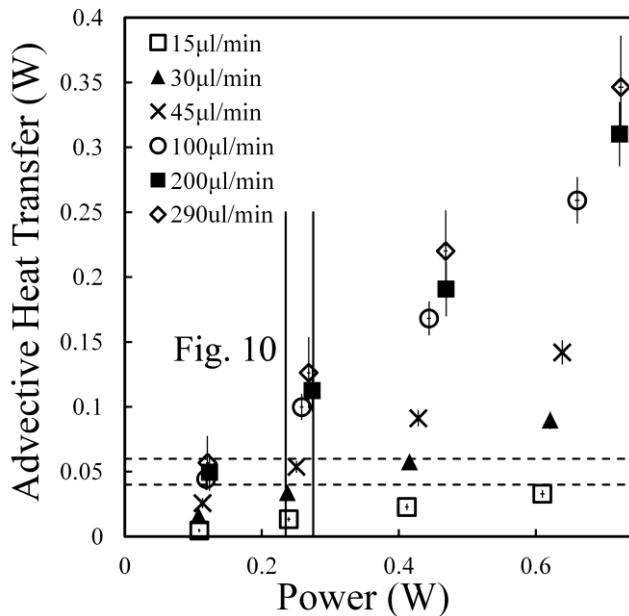 0.4
0.35
0.3
0.25
0.2
0.15
0.1
0.05
0
Advective Heat Transfer (W)
15µl/min
30µl/min
45µl/min
100µl/min
200µl/min
290ul/min
Fig. 10
0
0.2
0.4
0.6
Power (W)